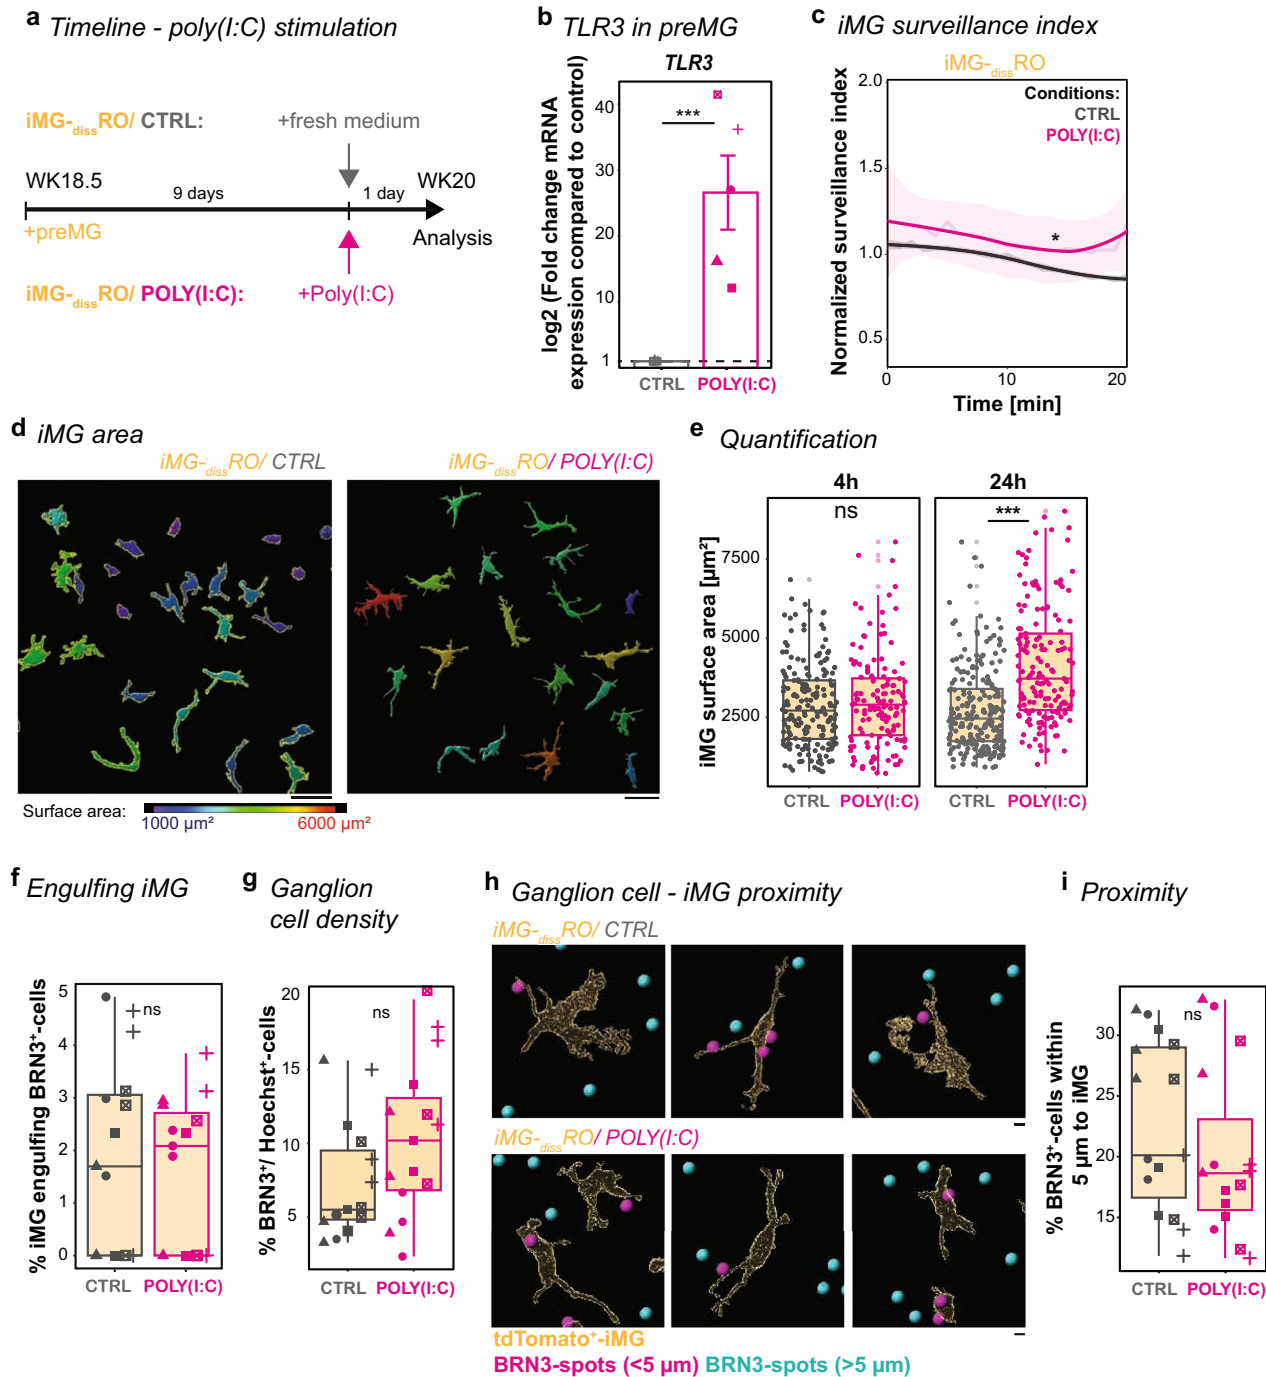 a Timeline - poly(I:C) stimulation
iMG-dissRO/ CTRL:
+fresh medium
WK18.5
9 days
1 day
WK20
+preMG
Analysis
iMG-dissRO/ POLY(I:C):
+Poly(I:C)
b TLR3 in preMG
TLR3
log2 (Fold change mRNA
expression compared to control)
40
30
20
10
1
***
CTRL
POLY(I:C)
c iMG surveillance index
iMG-dissRO
Conditions:
CTRL
POLY(I:C)
Normalized surveillance index
2.0
1.5
1.0
0.5
*
0
10
20
Time [min]
d iMG area
iMG-dissRO/ CTRL
iMG-dissRO/ POLY(I:C)
Surface area:
1000 µm²
6000 µm²
e Quantification
4h
24h
ns
***
iMG surface area [µm²]
7500
5000
2500
CTRL
POLY(I:C)
CTRL
POLY(I:C)
f Engulfing iMG
% iMG engulfing BRN3⁺-cells
5
4
3
2
1
0
ns
CTRL
POLY(I:C)
g Ganglion
cell density
% BRN3⁺/ Hoechst⁺-cells
20
15
10
5
ns
CTRL
POLY(I:C)
h Ganglion cell - iMG proximity
iMG-dissRO/ CTRL
iMG-dissRO/ POLY(I:C)
tdTomato⁺-iMG
BRN3-spots (<5 µm) BRN3-spots (>5 µm)
i Proximity
% BRN3⁺-cells within
5 µm to iMG
30
25
20
15
ns
CTRL
POLY(I:C)